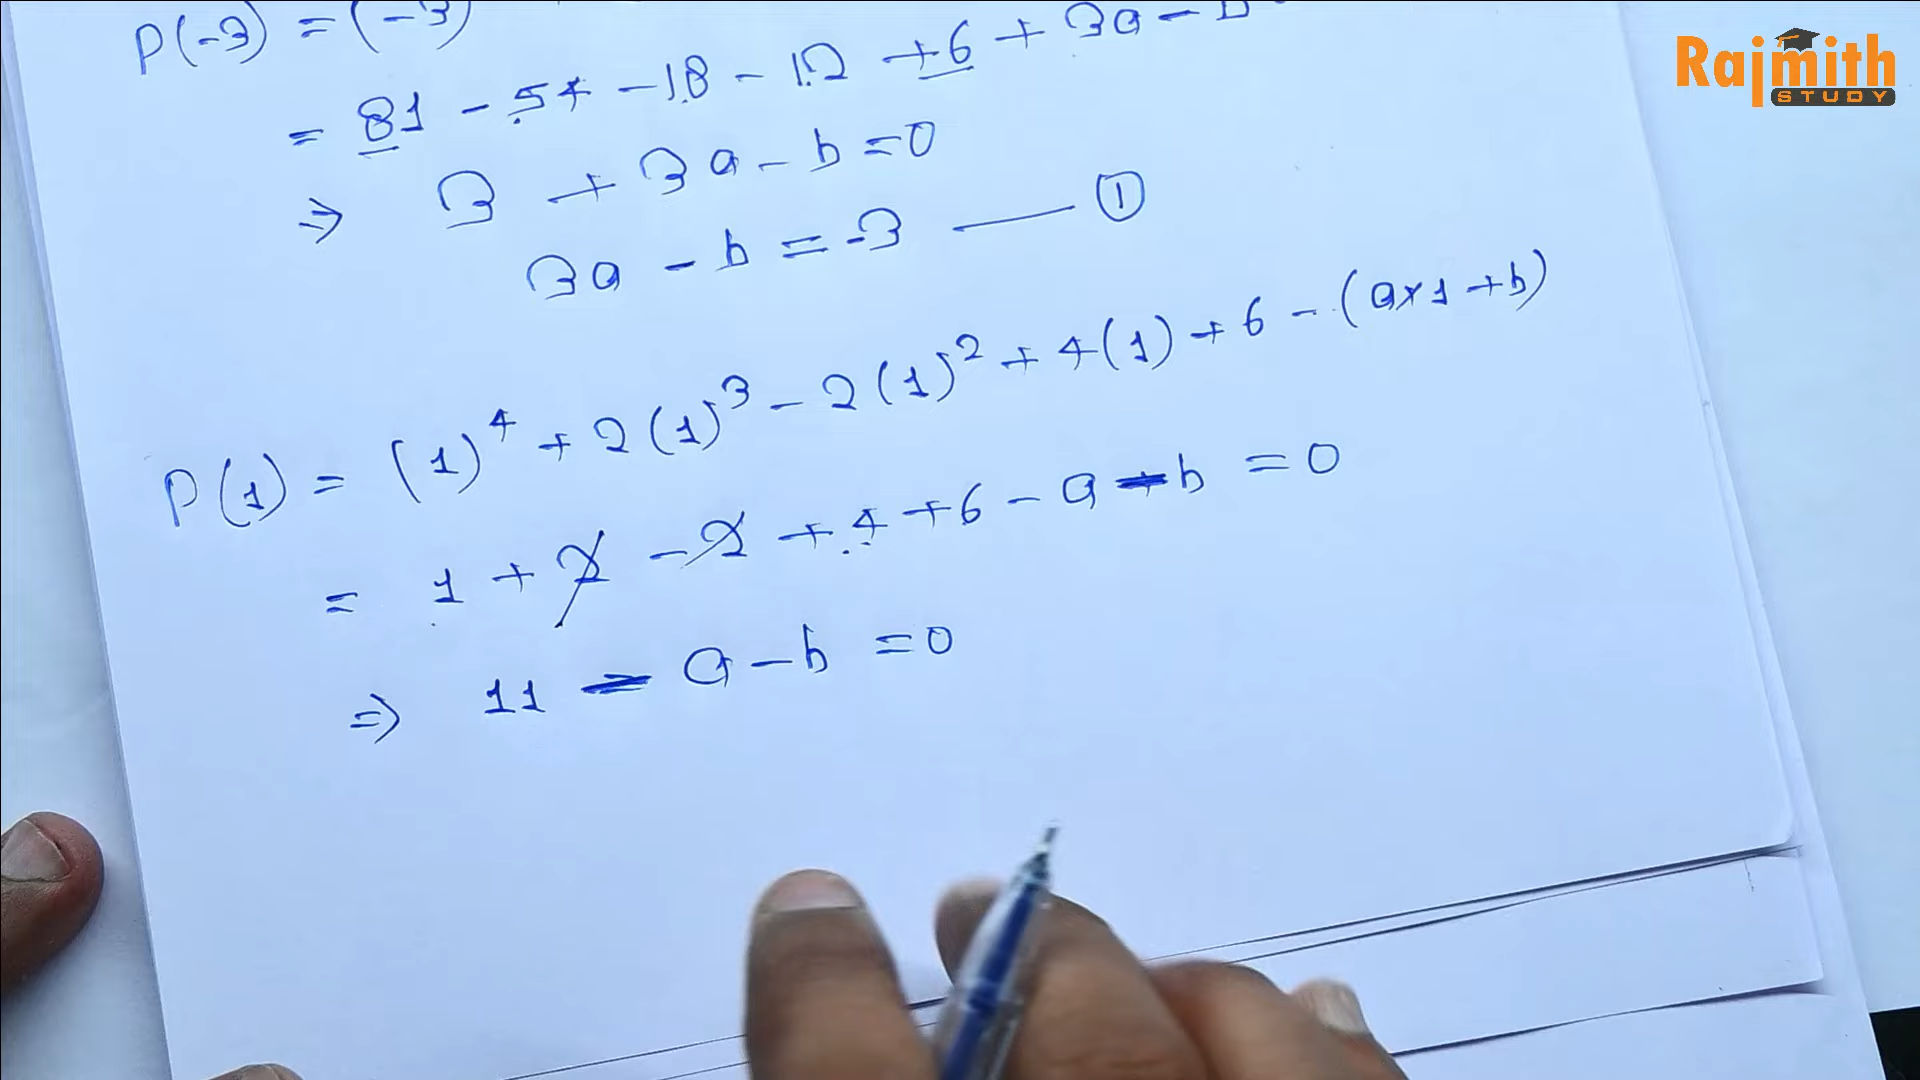 P(-3) = (-3)
= 81 - 54 - 18 - 12 + 6 + 3a - b
⇒ 3 + 3a - b = 0
3a - b = -3 —— ①
P(1) = (1)⁴ + 2(1)³ - 2(1)² + 4(1) + 6 - (a×1 + b)
= 1 + 2 - 2 + 4 + 6 - a - b = 0
⇒ 11 - a - b = 0
Rajmith
STUDY